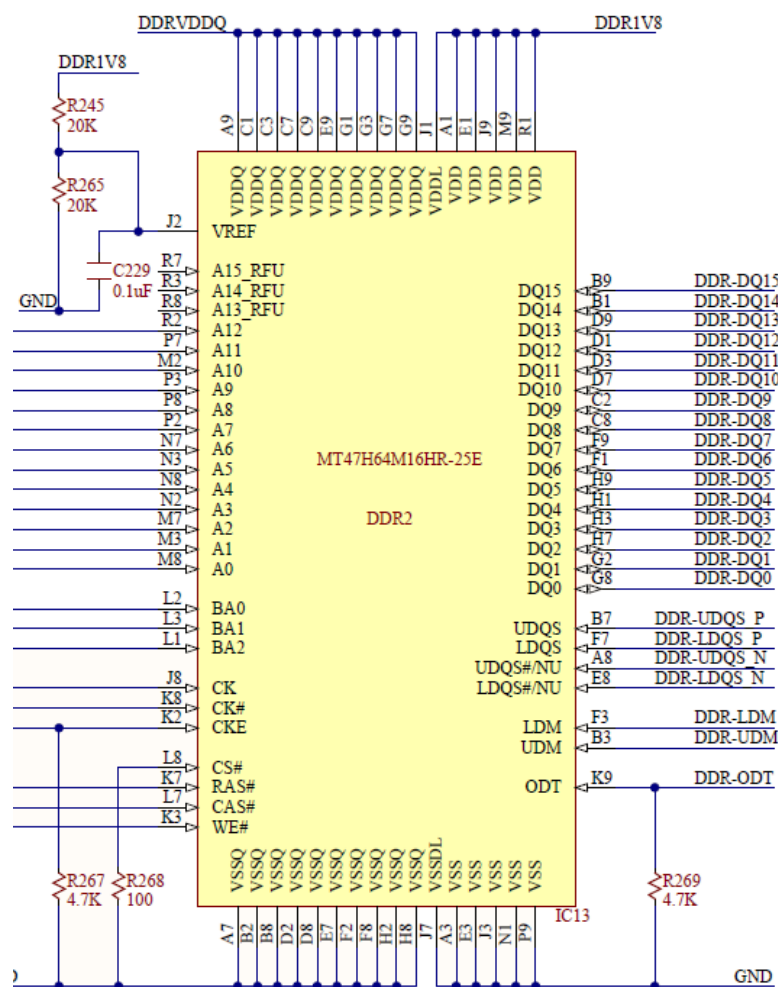 DDRVDDQ
DDR1V8
DDR1V8
R245
20K
R265
20K
C229
0.1uF
GND
A9
C1
C3
C7
C9
E9
G1
G3
G7
G9
J1
A1
E1
J9
M9
R1
VDDQ
VDDQ
VDDQ
VDDQ
VDDQ
VDDQ
VDDQ
VDDQ
VDDQ
VDDQ
VDDL
VDD
VDD
VDD
VDD
VDD
J2 VREF
R7 A15_RFU
R3 A14_RFU
R8 A13_RFU
R2 A12
P7 A11
M2 A10
P3 A9
P8 A8
P2 A7
N7 A6
N3 A5
N8 A4
N2 A3
M7 A2
M3 A1
M8 A0
L2 BA0
L3 BA1
L1 BA2
J8 CK
K8 CK#
K2 CKE
L8 CS#
K7 RAS#
L7 CAS#
K3 WE#
MT47H64M16HR-25E
DDR2
DQ15 B9 DDR-DQ15
DQ14 B1 DDR-DQ14
DQ13 D9 DDR-DQ13
DQ12 D1 DDR-DQ12
DQ11 D3 DDR-DQ11
DQ10 D7 DDR-DQ10
DQ9 C2 DDR-DQ9
DQ8 C8 DDR-DQ8
DQ7 F9 DDR-DQ7
DQ6 F1 DDR-DQ6
DQ5 H9 DDR-DQ5
DQ4 H1 DDR-DQ4
DQ3 H3 DDR-DQ3
DQ2 H7 DDR-DQ2
DQ1 G2 DDR-DQ1
DQ0 G8 DDR-DQ0
UDQS B7 DDR-UDQS_P
LDQS F7 DDR-LDQS_P
UDQS#/NU A8 DDR-UDQS_N
LDQS#/NU E8 DDR-LDQS_N
LDM F3 DDR-LDM
UDM B3 DDR-UDM
ODT K9 DDR-ODT
VSSQ
VSSQ
VSSQ
VSSQ
VSSQ
VSSQ
VSSQ
VSSQ
VSSQ
VSSQ
VSSDL
VSS
VSS
VSS
VSS
VSS
A7
B2
B8
D2
D8
E7
F2
F8
H2
H8
J7
A3
E3
J3
N1
P9
IC13
R267
4.7K
R268
100
R269
4.7K
GND